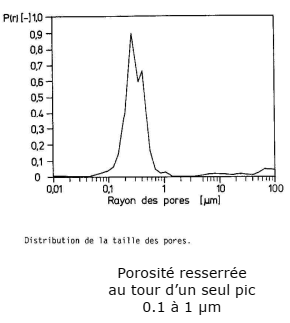 P(r) [-] 1,0
0,9
0,8
0,7
0,6
0,5
0,4
0,3
0,2
0,1
0
0,01 0,1 1 10 100
Rayon des pores [µm]
Distribution de la taille des pores.
Porosité resserrée
au tour d'un seul pic
0.1 à 1 µm